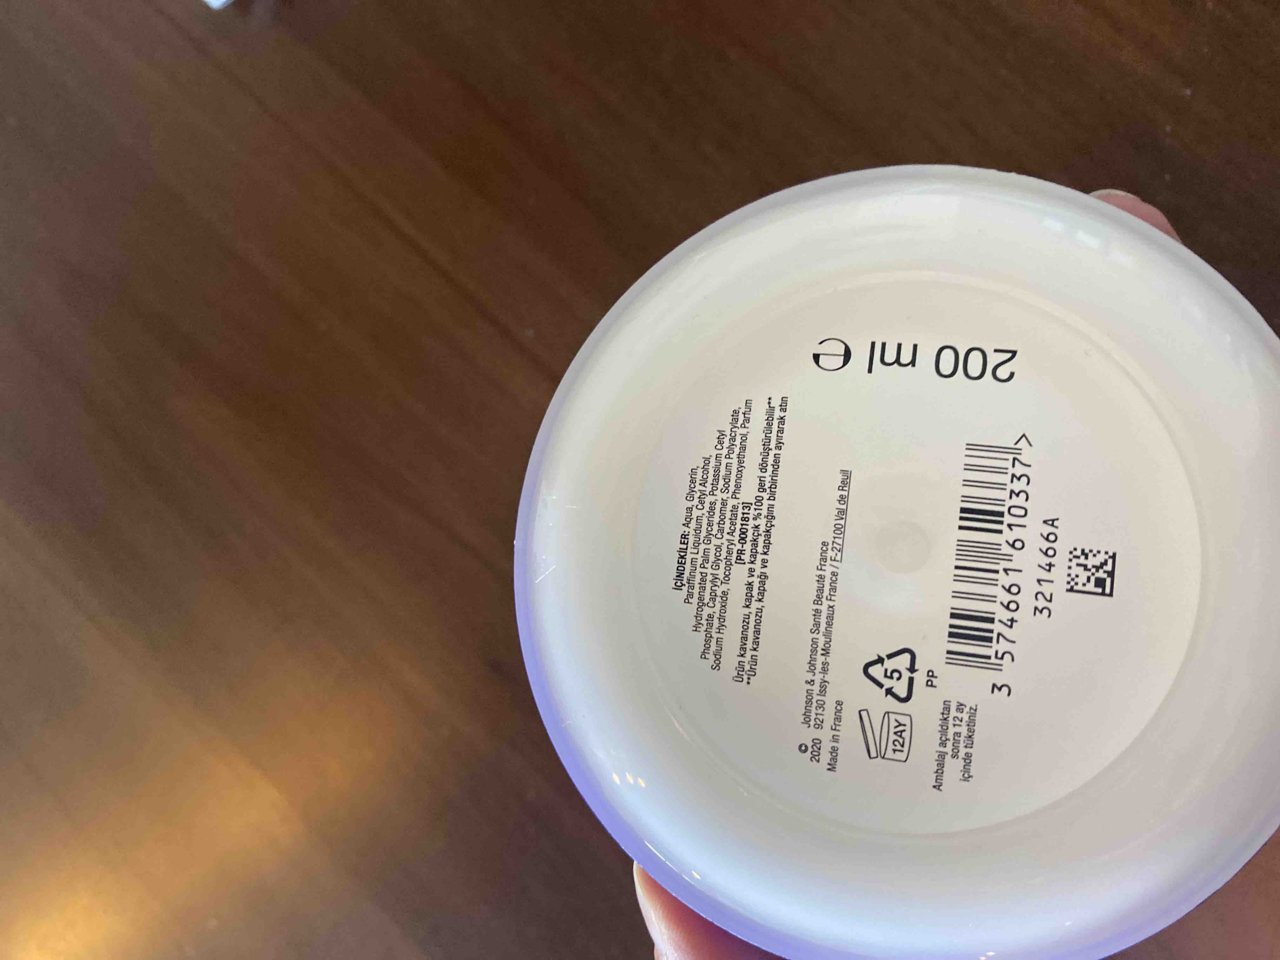 200 ml ℮
İÇİNDEKİLER: Aqua, Glycerin,
Paraffinum Liquidum, Cetyl Alcohol,
Hydrogenated Palm Glycerides, Potassium Cetyl
Phosphate, Caprylyl Glycol, Carbomer, Sodium Polyacrylate,
Sodium Hydroxide, Tocopheryl Acetate, Phenoxyethanol, Parfum
[PR-0001813]
Ürün kavanozu, kapak ve kapakçık %100 geri dönüştürülebilir**
**Ürün kavanozu, kapağı ve kapakçığını birbirinden ayırarak atın
© Johnson & Johnson Santé Beauté France
2020 92130 Issy-les-Moulineaux France / F-27100 Val de Reuil
Made in France
12AY
5
PP
Ambalaj açıldıktan
sonra 12 ay
içinde tüketiniz.
3 574661 610337 >
321466A